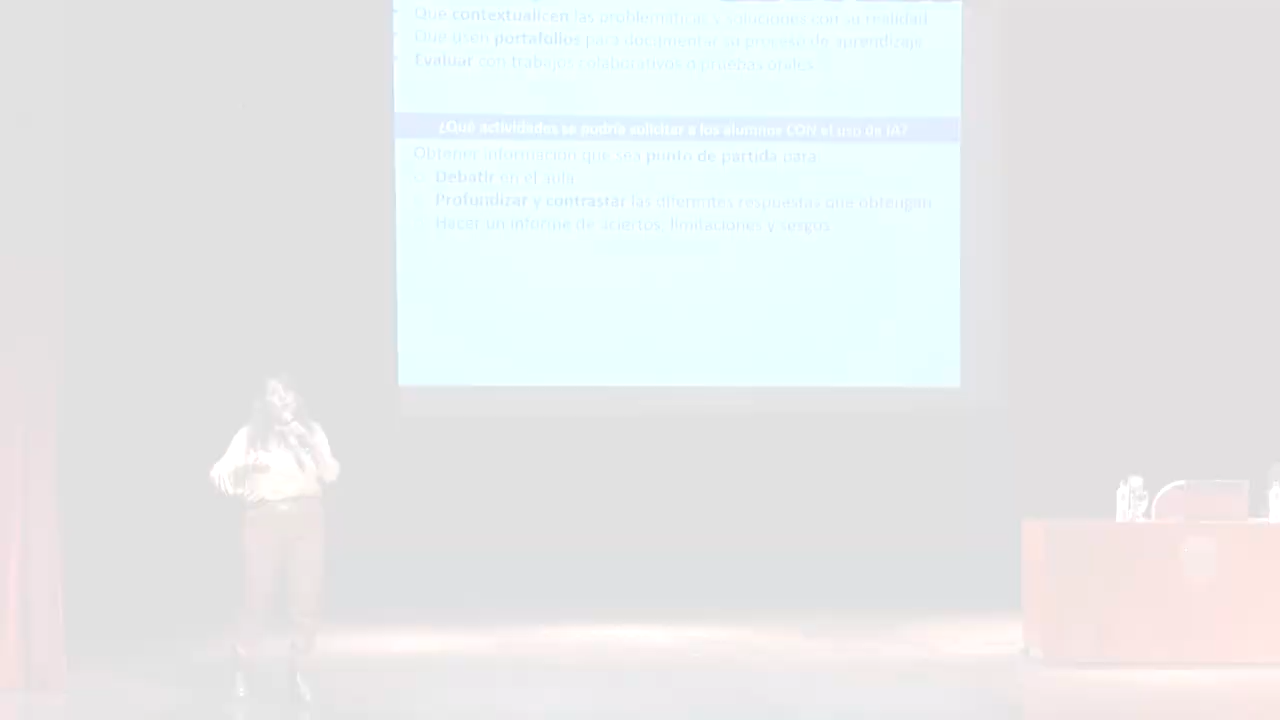 Que contextualicen las problemáticas y soluciones con su realidad
Que usen portafolios para documentar su proceso de aprendizaje
Evaluar con trabajos colaborativos o pruebas orales
¿Qué actividades se podría solicitar a los alumnos CON el uso de IA?
Obtener información que sea punto de partida para
Debatir en el aula
Profundizar y contrastar las diferentes respuestas que obtengan
Hacer un informe de aciertos, limitaciones y sesgos